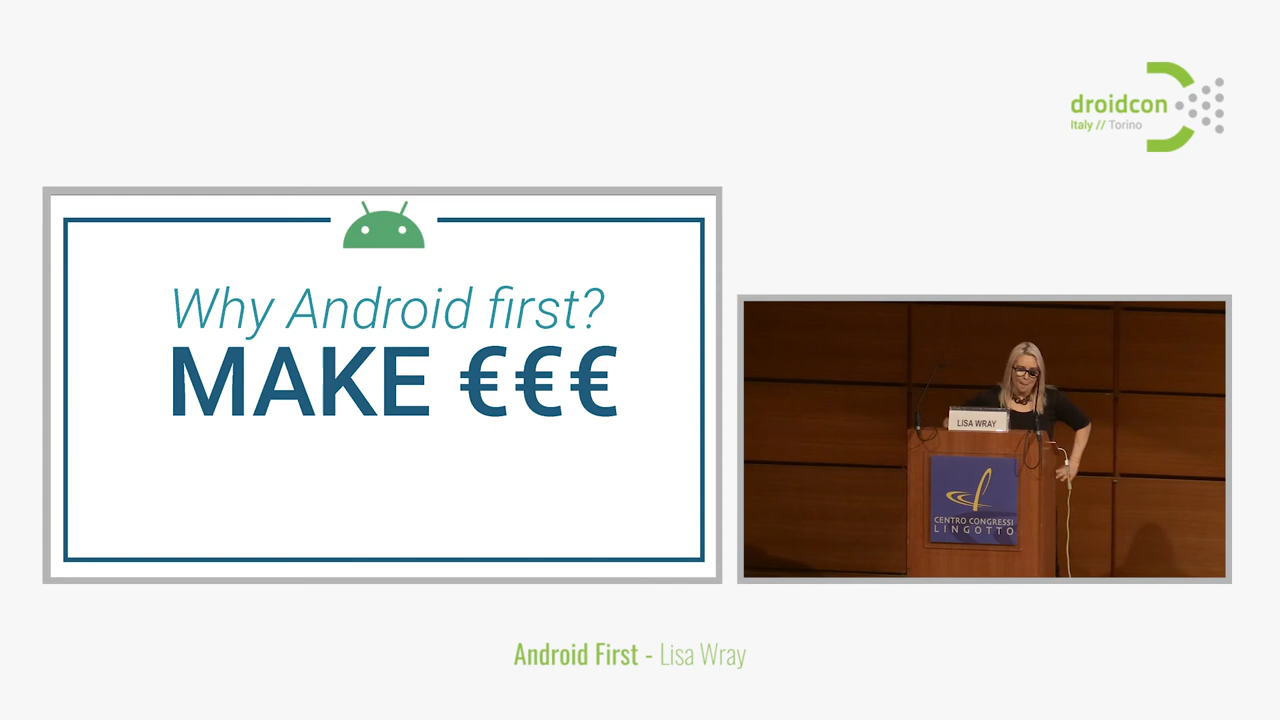 droidcon
Italy // Torino
Why Android first?
MAKE €€€
LISA WRAY
CENTRO CONGRESSI
LINGOTTO
Android First - Lisa Wray